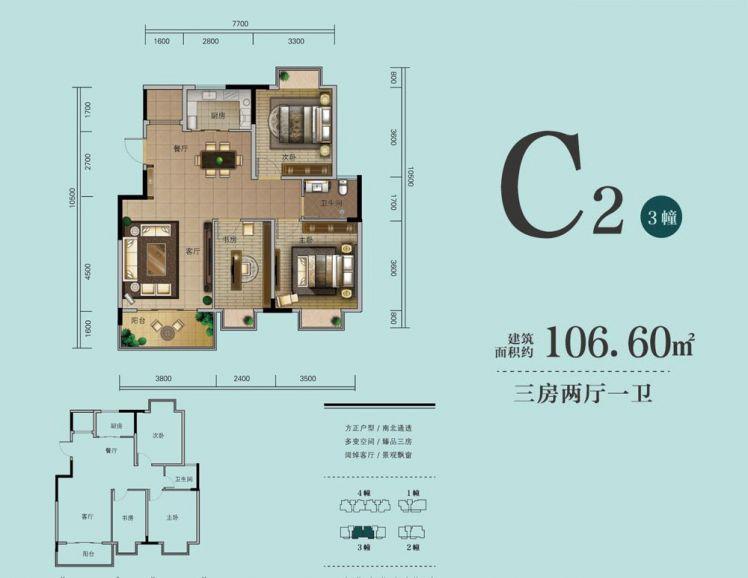 7700
1600 2800 3300
1700
2700
10500
4500
1600
800
3600
10500
1700
3600
800
厨房
餐厅
次卧
卫生间
书房
主卧
客厅
阳台
3800 2400 3500
C2 3幢
建筑面积约 106.60㎡
三房两厅一卫
方正户型 / 南北通透
多变空间 / 臻品三房
阔绰客厅 / 景观飘窗
4幢 1幢
3幢 2幢
厨房
次卧
餐厅
卫生间
客厅
书房
主卧
阳台